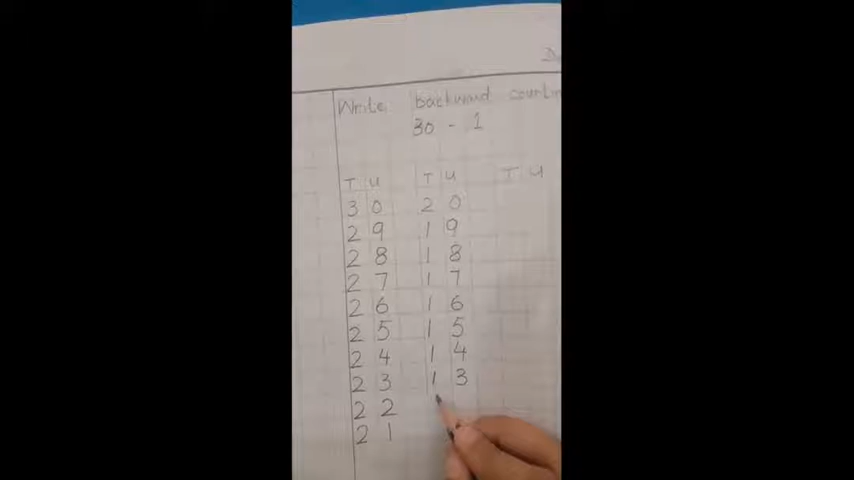 Write backward
30 - 1
T U T U T U
3 0 2 0
2 9 1 9
2 8 1 8
2 7 1 7
2 6 1 6
2 5 1 5
2 4 1 4
2 3 1 3
2 2
2 1